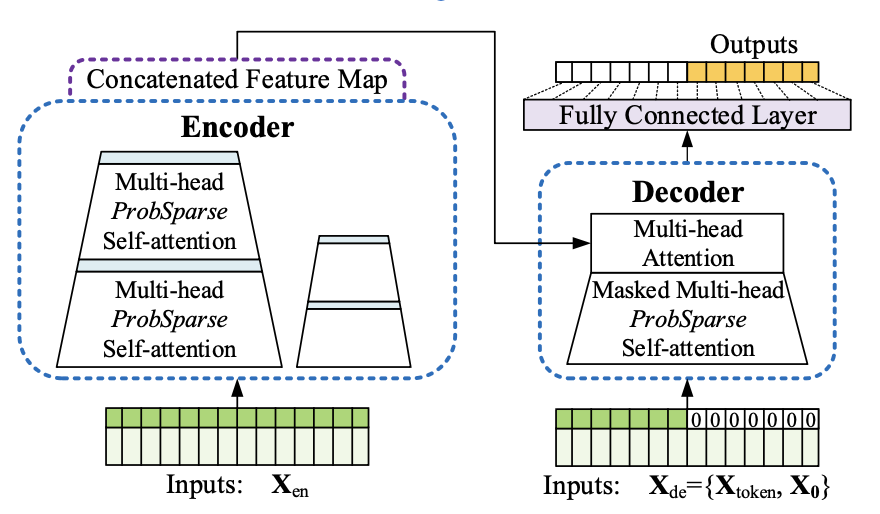 Concatenated Feature Map
Encoder
Multi-head
ProbSparse
Self-attention
Multi-head
ProbSparse
Self-attention
Inputs: Xen
Outputs
Fully Connected Layer
Decoder
Multi-head
Attention
Masked Multi-head
ProbSparse
Self-attention
0 0 0 0 0 0 0
Inputs: Xde={Xtoken, X0}